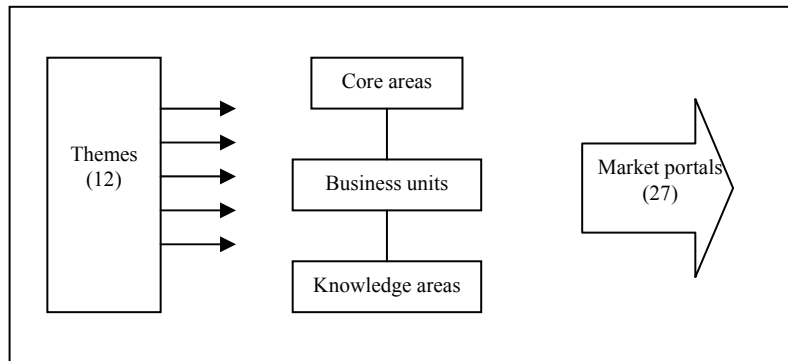 Themes
(12)
Core areas
Business units
Knowledge areas
Market portals
(27)